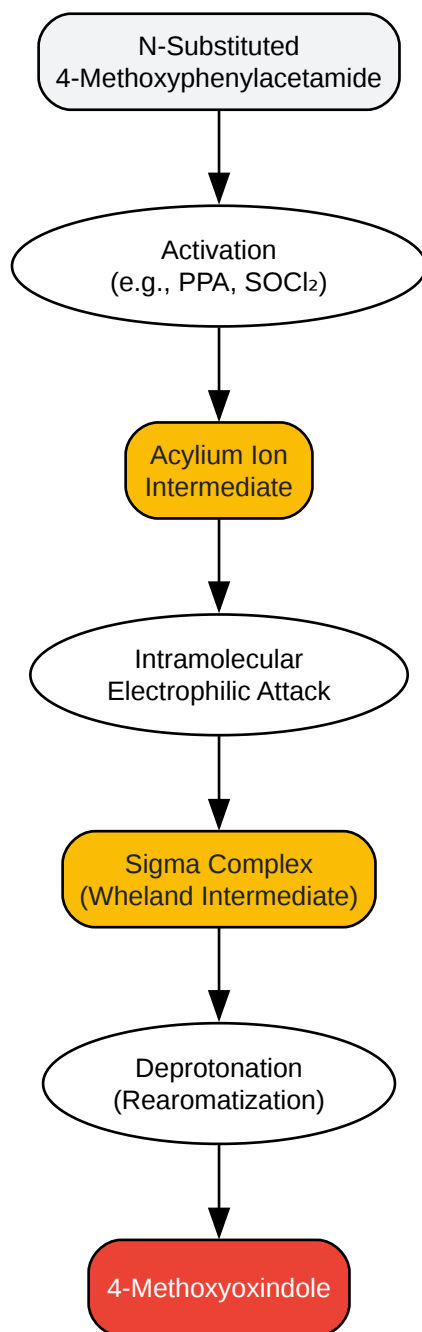 N-Substituted
4-Methoxyphenylacetamide
Activation
(e.g., PPA, SOCl₂)
Acylium Ion
Intermediate
Intramolecular
Electrophilic Attack
Sigma Complex
(Wheland Intermediate)
Deprotonation
(Rearomatization)
4-Methoxyoxindole